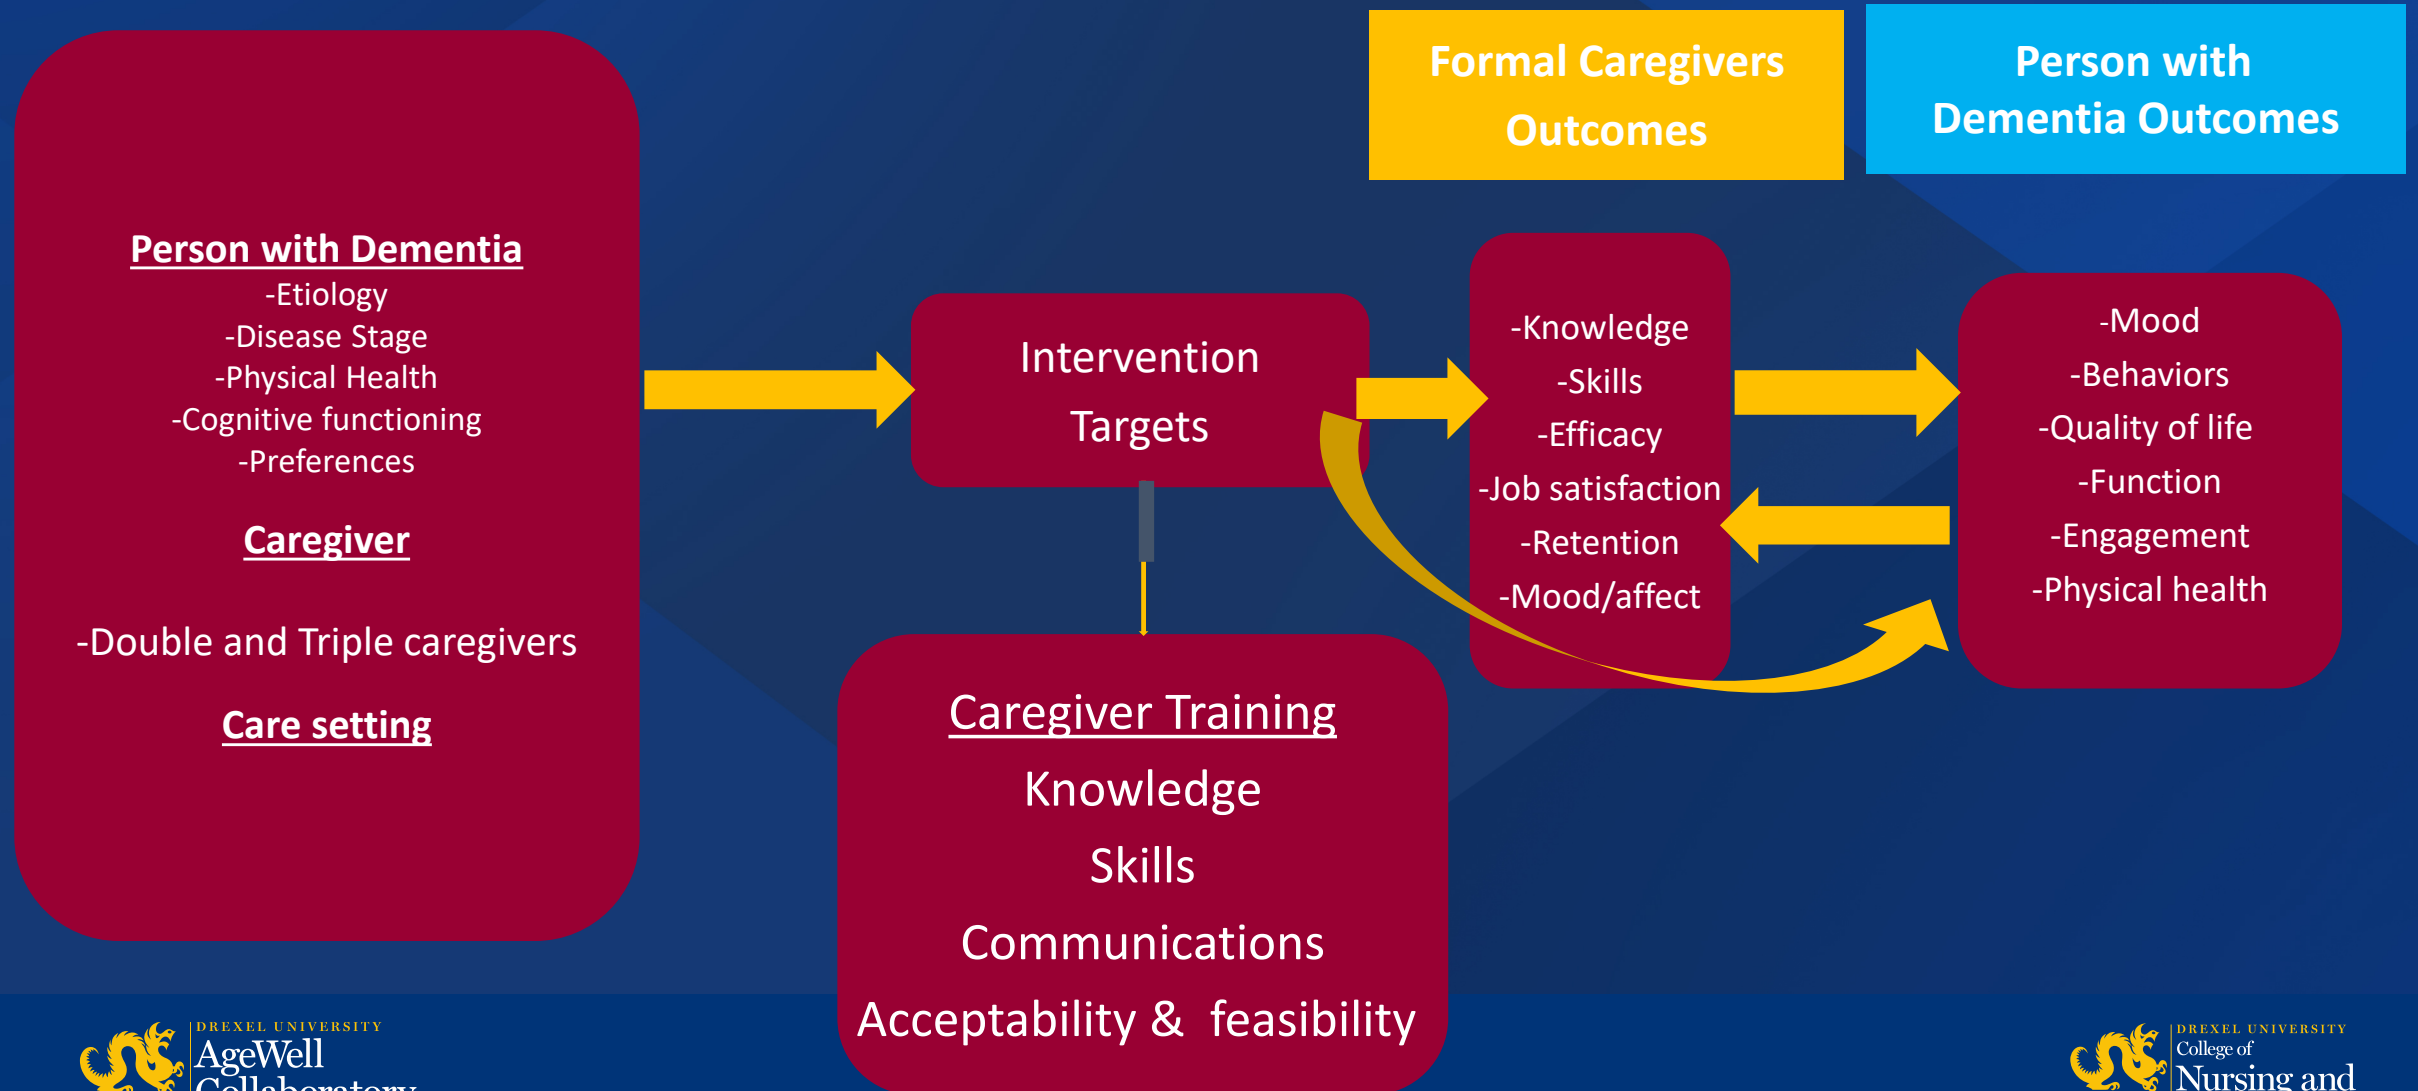 Formal Caregivers
Outcomes
Person with
Dementia Outcomes
Person with Dementia
-Etiology
-Disease Stage
-Physical Health
-Cognitive functioning
-Preferences
Caregiver
-Double and Triple caregivers
Care setting
Intervention
Targets
-Knowledge
-Skills
-Efficacy
-Job satisfaction
-Retention
-Mood/affect
-Mood
-Behaviors
-Quality of life
-Function
-Engagement
-Physical health
Caregiver Training
Knowledge
Skills
Communications
Acceptability &  feasibility
DREXEL UNIVERSITY
AgeWell
Collaboratory
DREXEL UNIVERSITY
College of
Nursing and